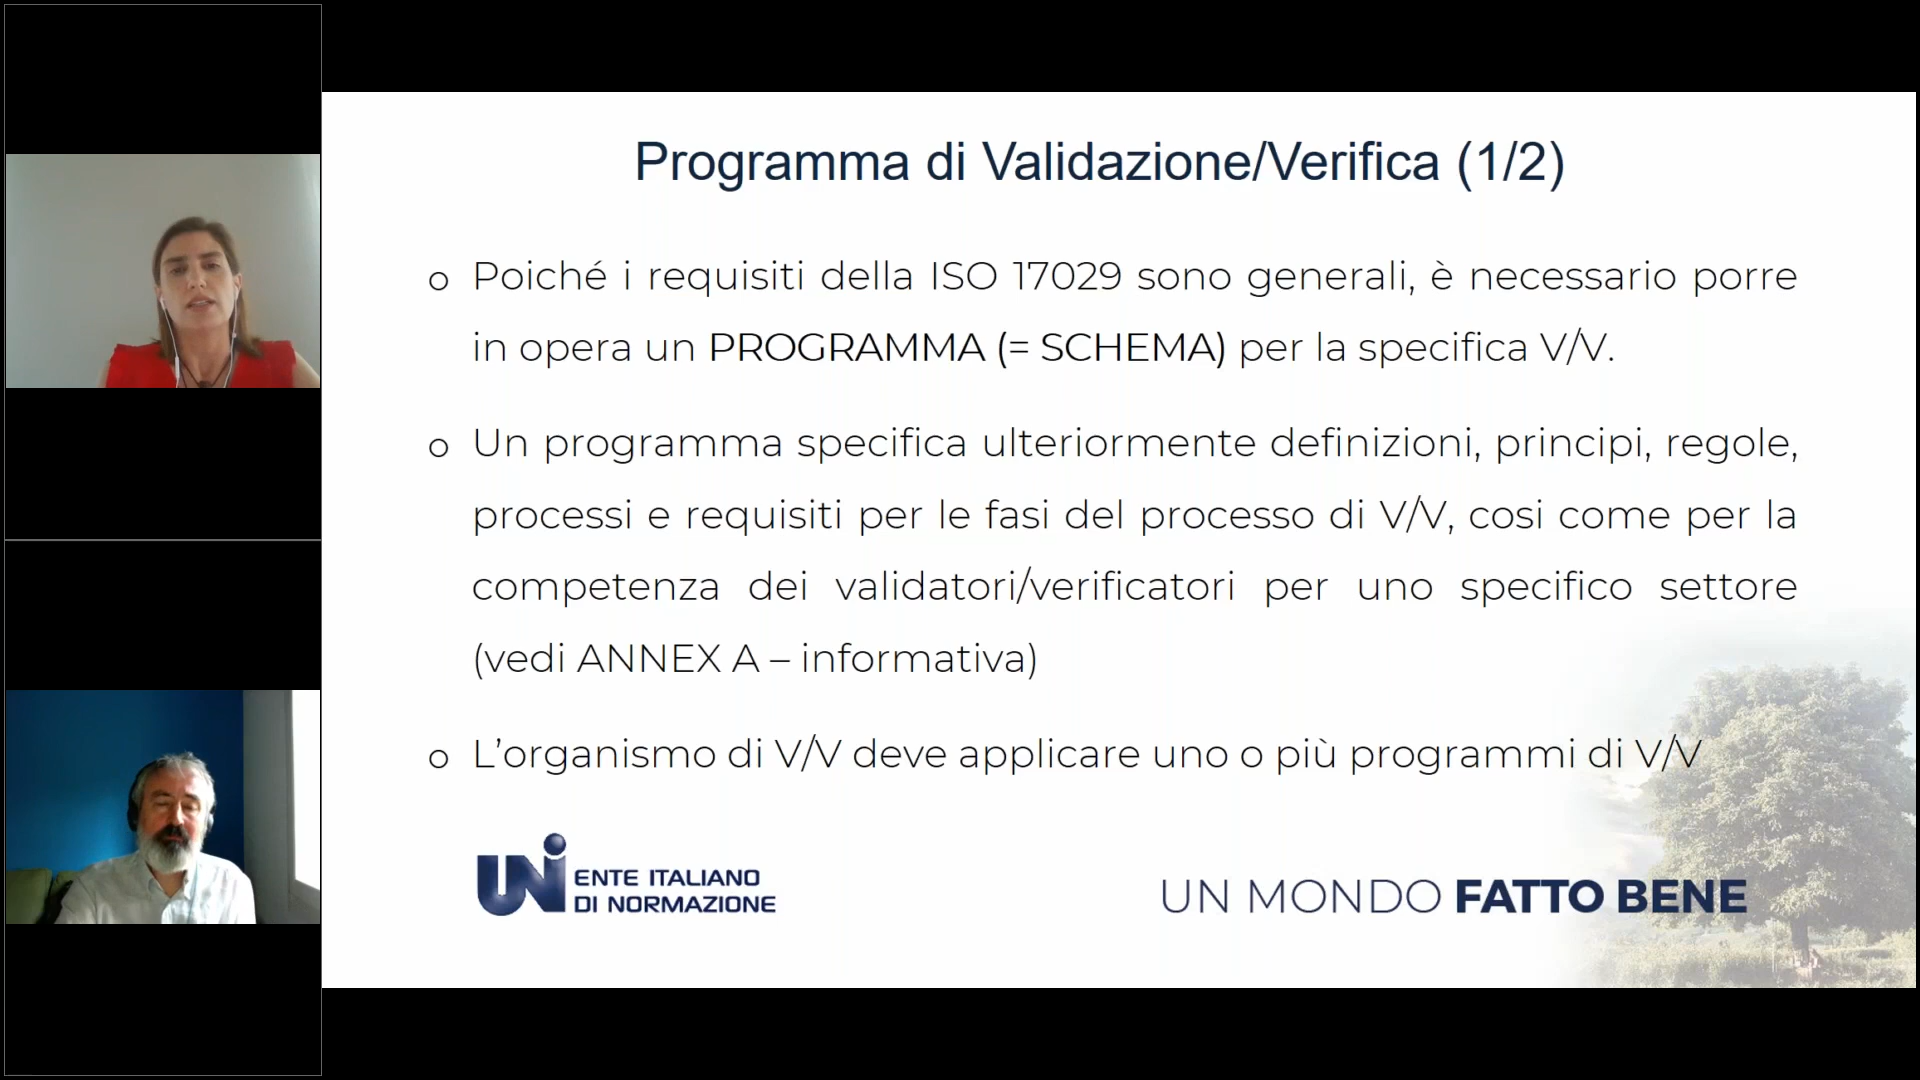 Programma di Validazione/Verifica (1/2)
o Poiché i requisiti della ISO 17029 sono generali, è necessario porre
in opera un PROGRAMMA (= SCHEMA) per la specifica V/V.
o Un programma specifica ulteriormente definizioni, principi, regole,
processi e requisiti per le fasi del processo di V/V, cosi come per la
competenza dei validatori/verificatori per uno specifico settore
(vedi ANNEX A – informativa)
o L’organismo di V/V deve applicare uno o più programmi di V/V
UNI ENTE ITALIANO
DI NORMAZIONE
UN MONDO FATTO BENE